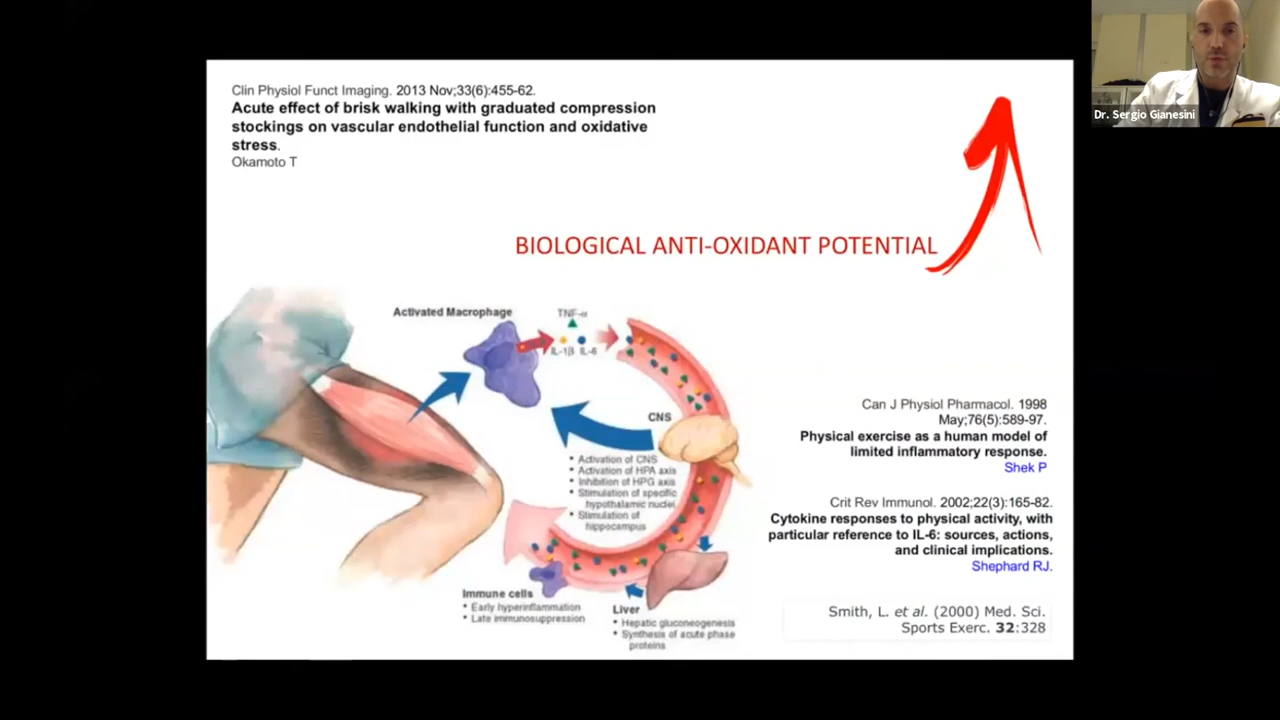 Clin Physiol Funct Imaging. 2013 Nov;33(6):455-62.
Acute effect of brisk walking with graduated compression
stockings on vascular endothelial function and oxidative
stress.
Okamoto T
Dr. Sergio Gianesini
BIOLOGICAL ANTI-OXIDANT POTENTIAL
Activated Macrophage
TNF-α
IL-1β IL-6
CNS
* Activation of CNS
* Activation of HPA axis
* Inhibition of HPG axis
* Stimulation of specific
hypothalamic nuclei
* Stimulation of
hippocampus
Immune cells
* Early hyperinflammation
* Late immunosuppression
Liver
* Hepatic gluconeogenesis
* Synthesis of acute phase
proteins
Can J Physiol Pharmacol. 1998
May;76(5):589-97.
Physical exercise as a human model of
limited inflammatory response.
Shek P
Crit Rev Immunol. 2002;22(3):165-82.
Cytokine responses to physical activity, with
particular reference to IL-6: sources, actions,
and clinical implications.
Shephard RJ.
Smith, L. et al. (2000) Med. Sci.
Sports Exerc. 32:328